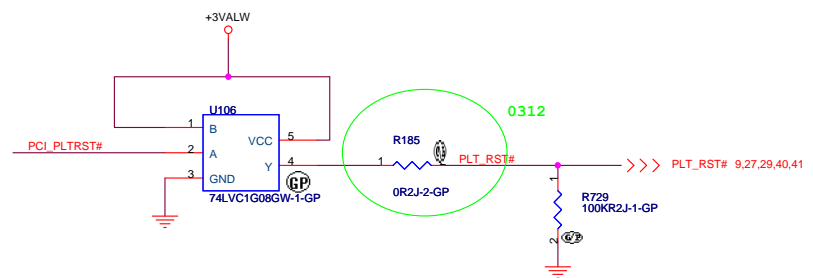 +3VALW
0312
U106
1
B
VCC
5
R185
PCI_PLTRST#
2
A
Y
4
1
PLT_RST#
PLT_RST# 9,27,29,40,41
3
GND
GP
1
74LVC1G08GW-1-GP
0R2J-2-GP
R729
100KR2J-1-GP
2